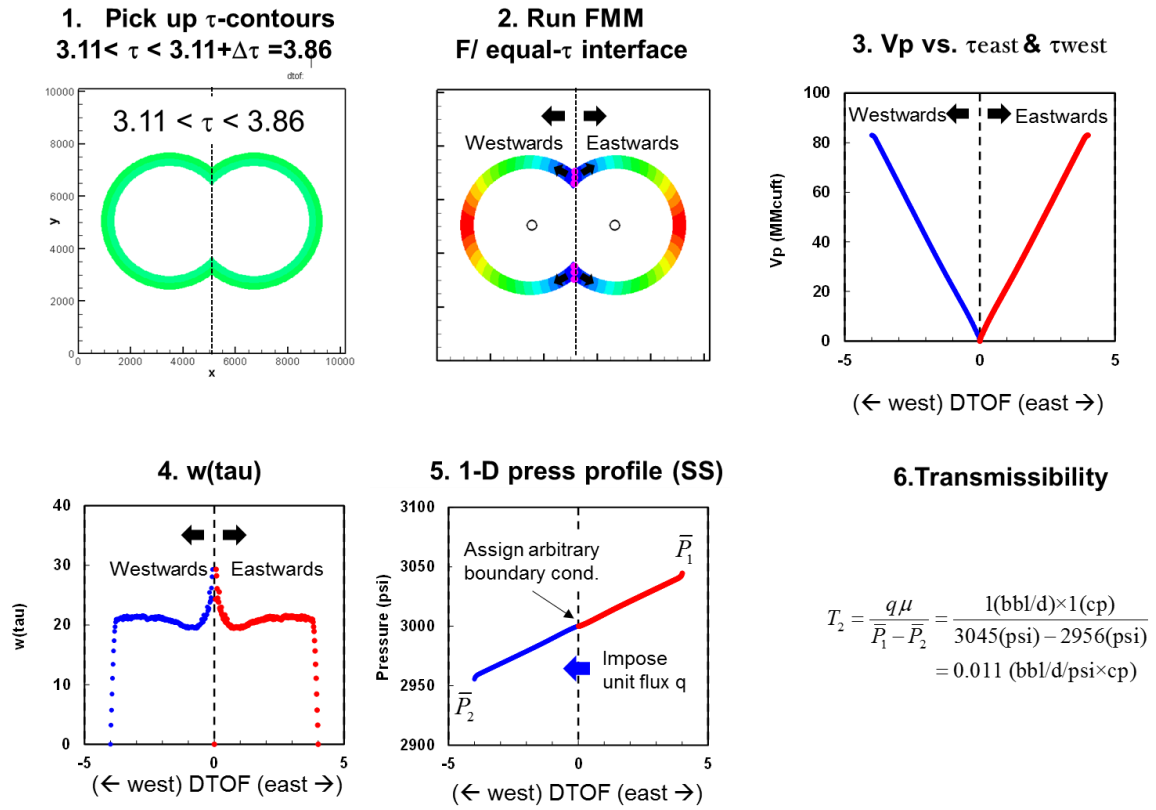 1. Pick up τ-contours
3.11< τ < 3.11+Δτ =3.86
dtof:
3.11 < τ < 3.86
10000
8000
6000
4000
2000
0
y
0 2000 4000 6000 8000 10000
x
2. Run FMM
F/ equal-τ interface
Westwards Eastwards
3. Vp vs. τeast & τwest
Westwards Eastwards
100
80
60
40
20
0
Vp (MMcuft)
-5 0 5
(← west) DTOF (east →)
4. w(tau)
Westwards Eastwards
40
30
20
10
0
w(tau)
-5 0 5
(← west) DTOF (east →)
5. 1-D press profile (SS)
3100
3050
3000
2950
2900
Pressure (psi)
Assign arbitrary
boundary cond.
P̅1
Impose
unit flux q
P̅2
-5 0 5
(← west) DTOF (east →)
6.Transmissibility
T2 = qμ / (P̅1 − P̅2) = 1(bbl/d)×1(cp) / (3045(psi) − 2956(psi))
= 0.011 (bbl/d/psi×cp)